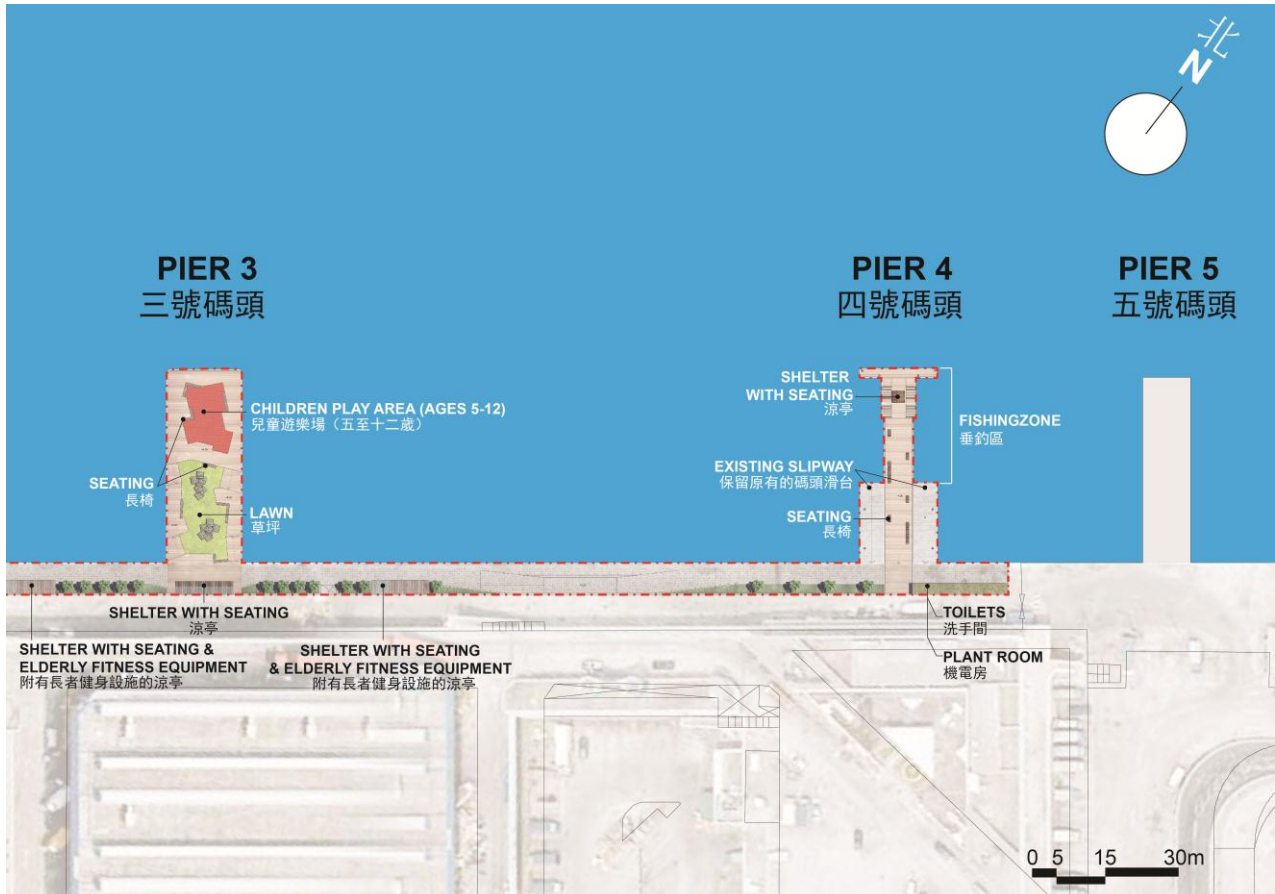 北
N
PIER 3
三號碼頭
PIER 4
四號碼頭
PIER 5
五號碼頭
CHILDREN PLAY AREA (AGES 5-12)
兒童遊樂場（五至十二歲）
SEATING
長椅
LAWN
草坪
SHELTER
WITH SEATING
涼亭
FISHINGZONE
垂釣區
EXISTING SLIPWAY
保留原有的碼頭滑台
SEATING
長椅
SHELTER WITH SEATING
涼亭
SHELTER WITH SEATING &
ELDERLY FITNESS EQUIPMENT
附有長者健身設施的涼亭
SHELTER WITH SEATING
& ELDERLY FITNESS EQUIPMENT
附有長者健身設施的涼亭
TOILETS
洗手間
PLANT ROOM
機電房
0 5 15 30m